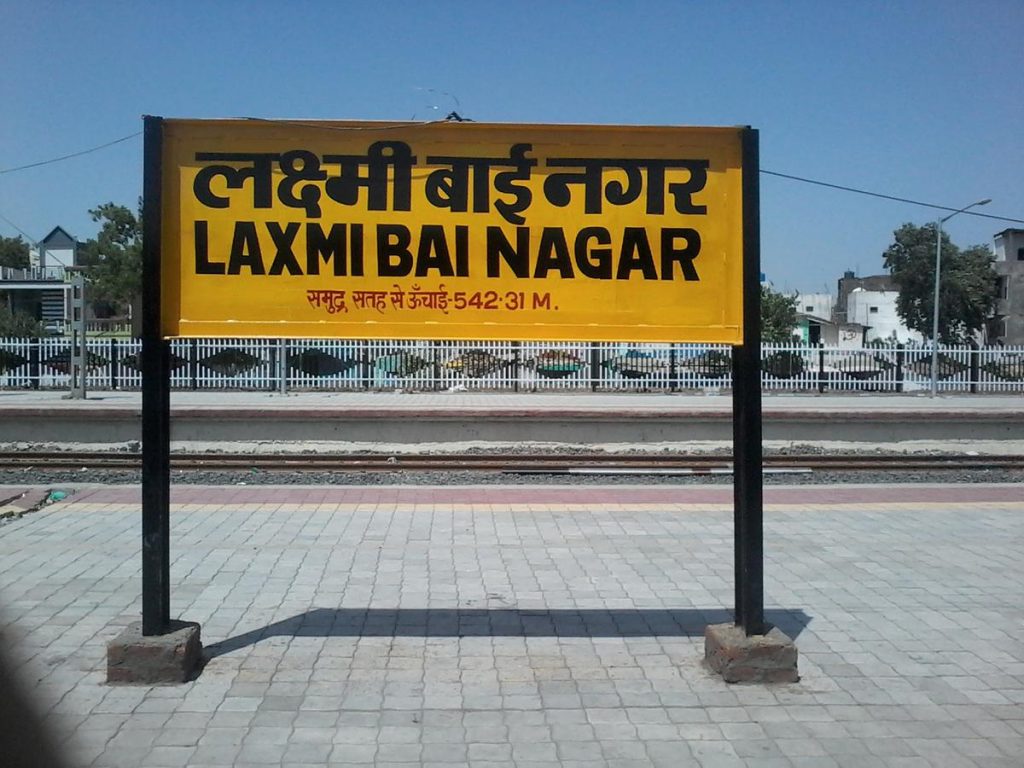 लक्ष्मी बाई नगर
LAXMI BAI NAGAR
समुद्र सतह से ऊँचाई-542·31 M.